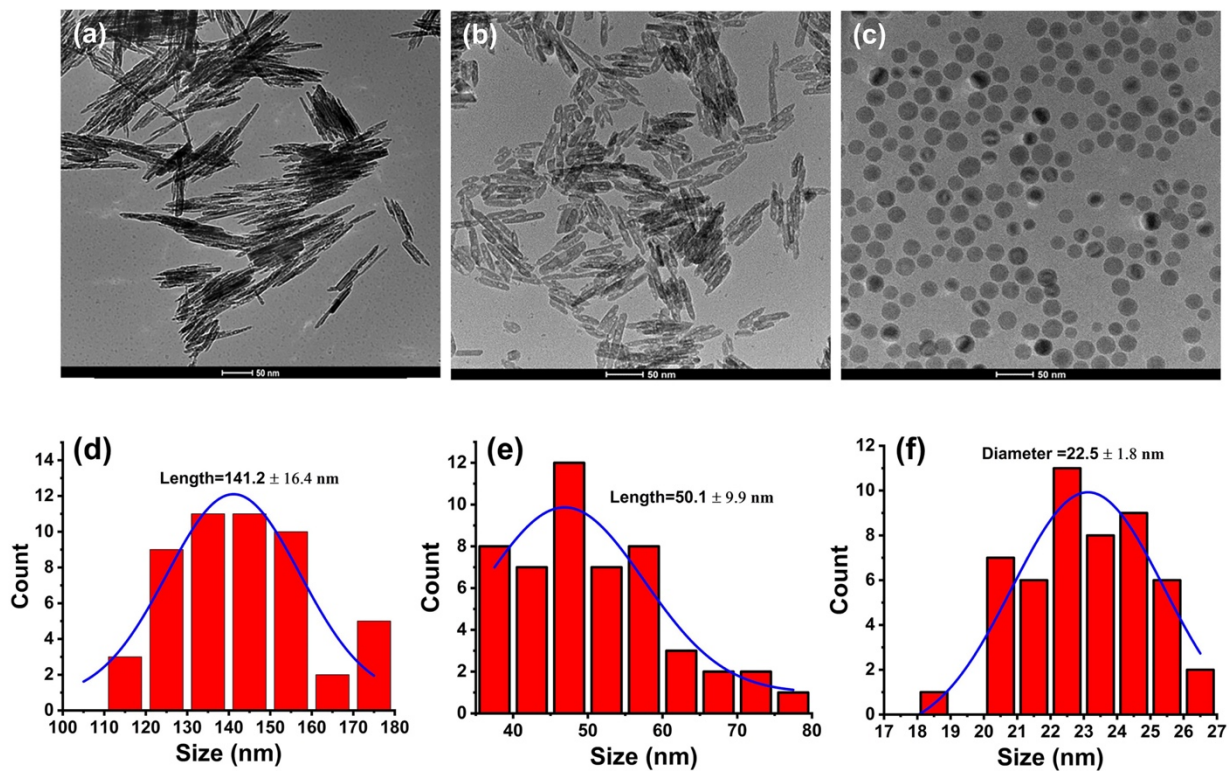 (a)
(b)
(c)
50 nm
50 nm
50 nm
(d)
Length=141.2 ± 16.4 nm
Count
14
12
10
8
6
4
2
0
100 110 120 130 140 150 160 170 180
Size (nm)
(e)
Length=50.1 ± 9.9 nm
Count
12
10
8
6
4
2
0
40 50 60 70 80
Size (nm)
(f)
Diameter =22.5 ± 1.8 nm
Count
12
10
8
6
4
2
0
17 18 19 20 21 22 23 24 25 26 27
Size (nm)